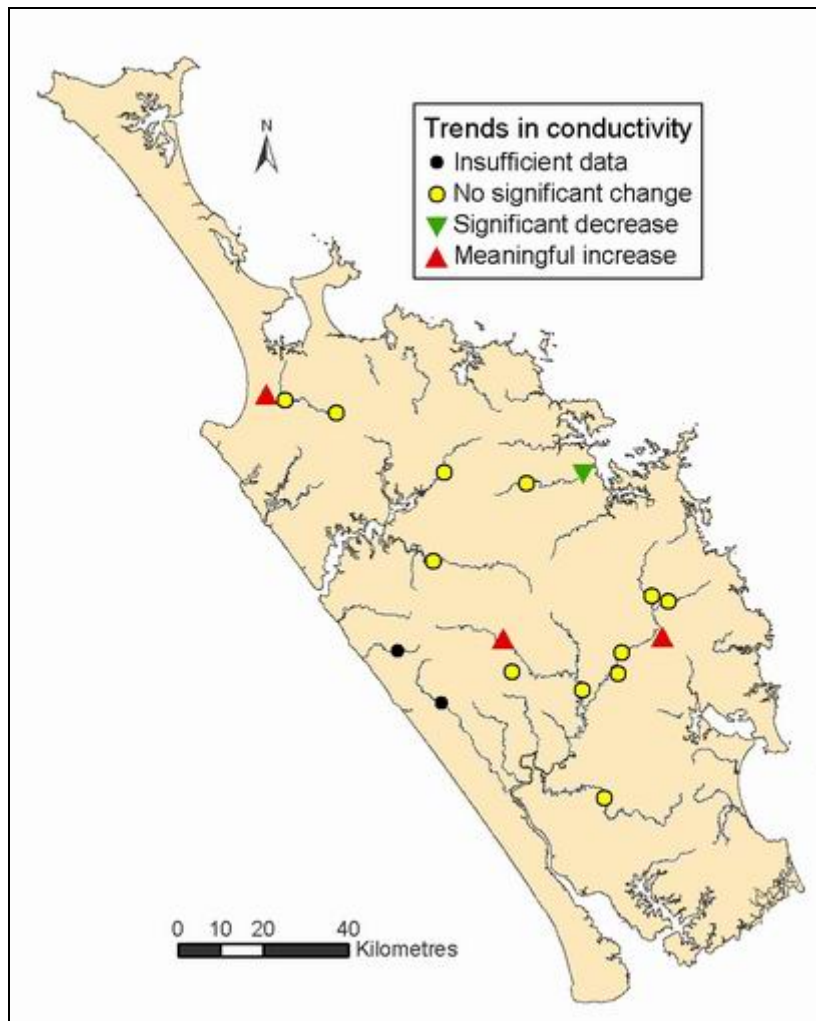 N
Trends in conductivity
Insufficient data
No significant change
Significant decrease
Meaningful increase
0 10 20 40
Kilometres